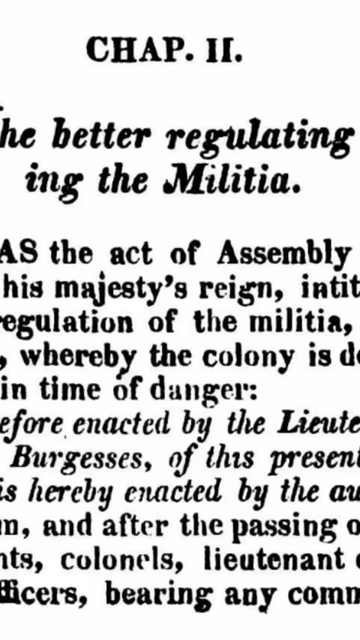 CHAP. II.
he better regulating
ing the Militia.
AS the act of Assembly
his majesty's reign, intit
regulation of the militia,
, whereby the colony is de
in time of danger:
efore enacted by the Lieute
Burgesses, of this present
is hereby enacted by the au
m, and after the passing o
nts, colonels, lieutenant c
fficers, bearing any comm